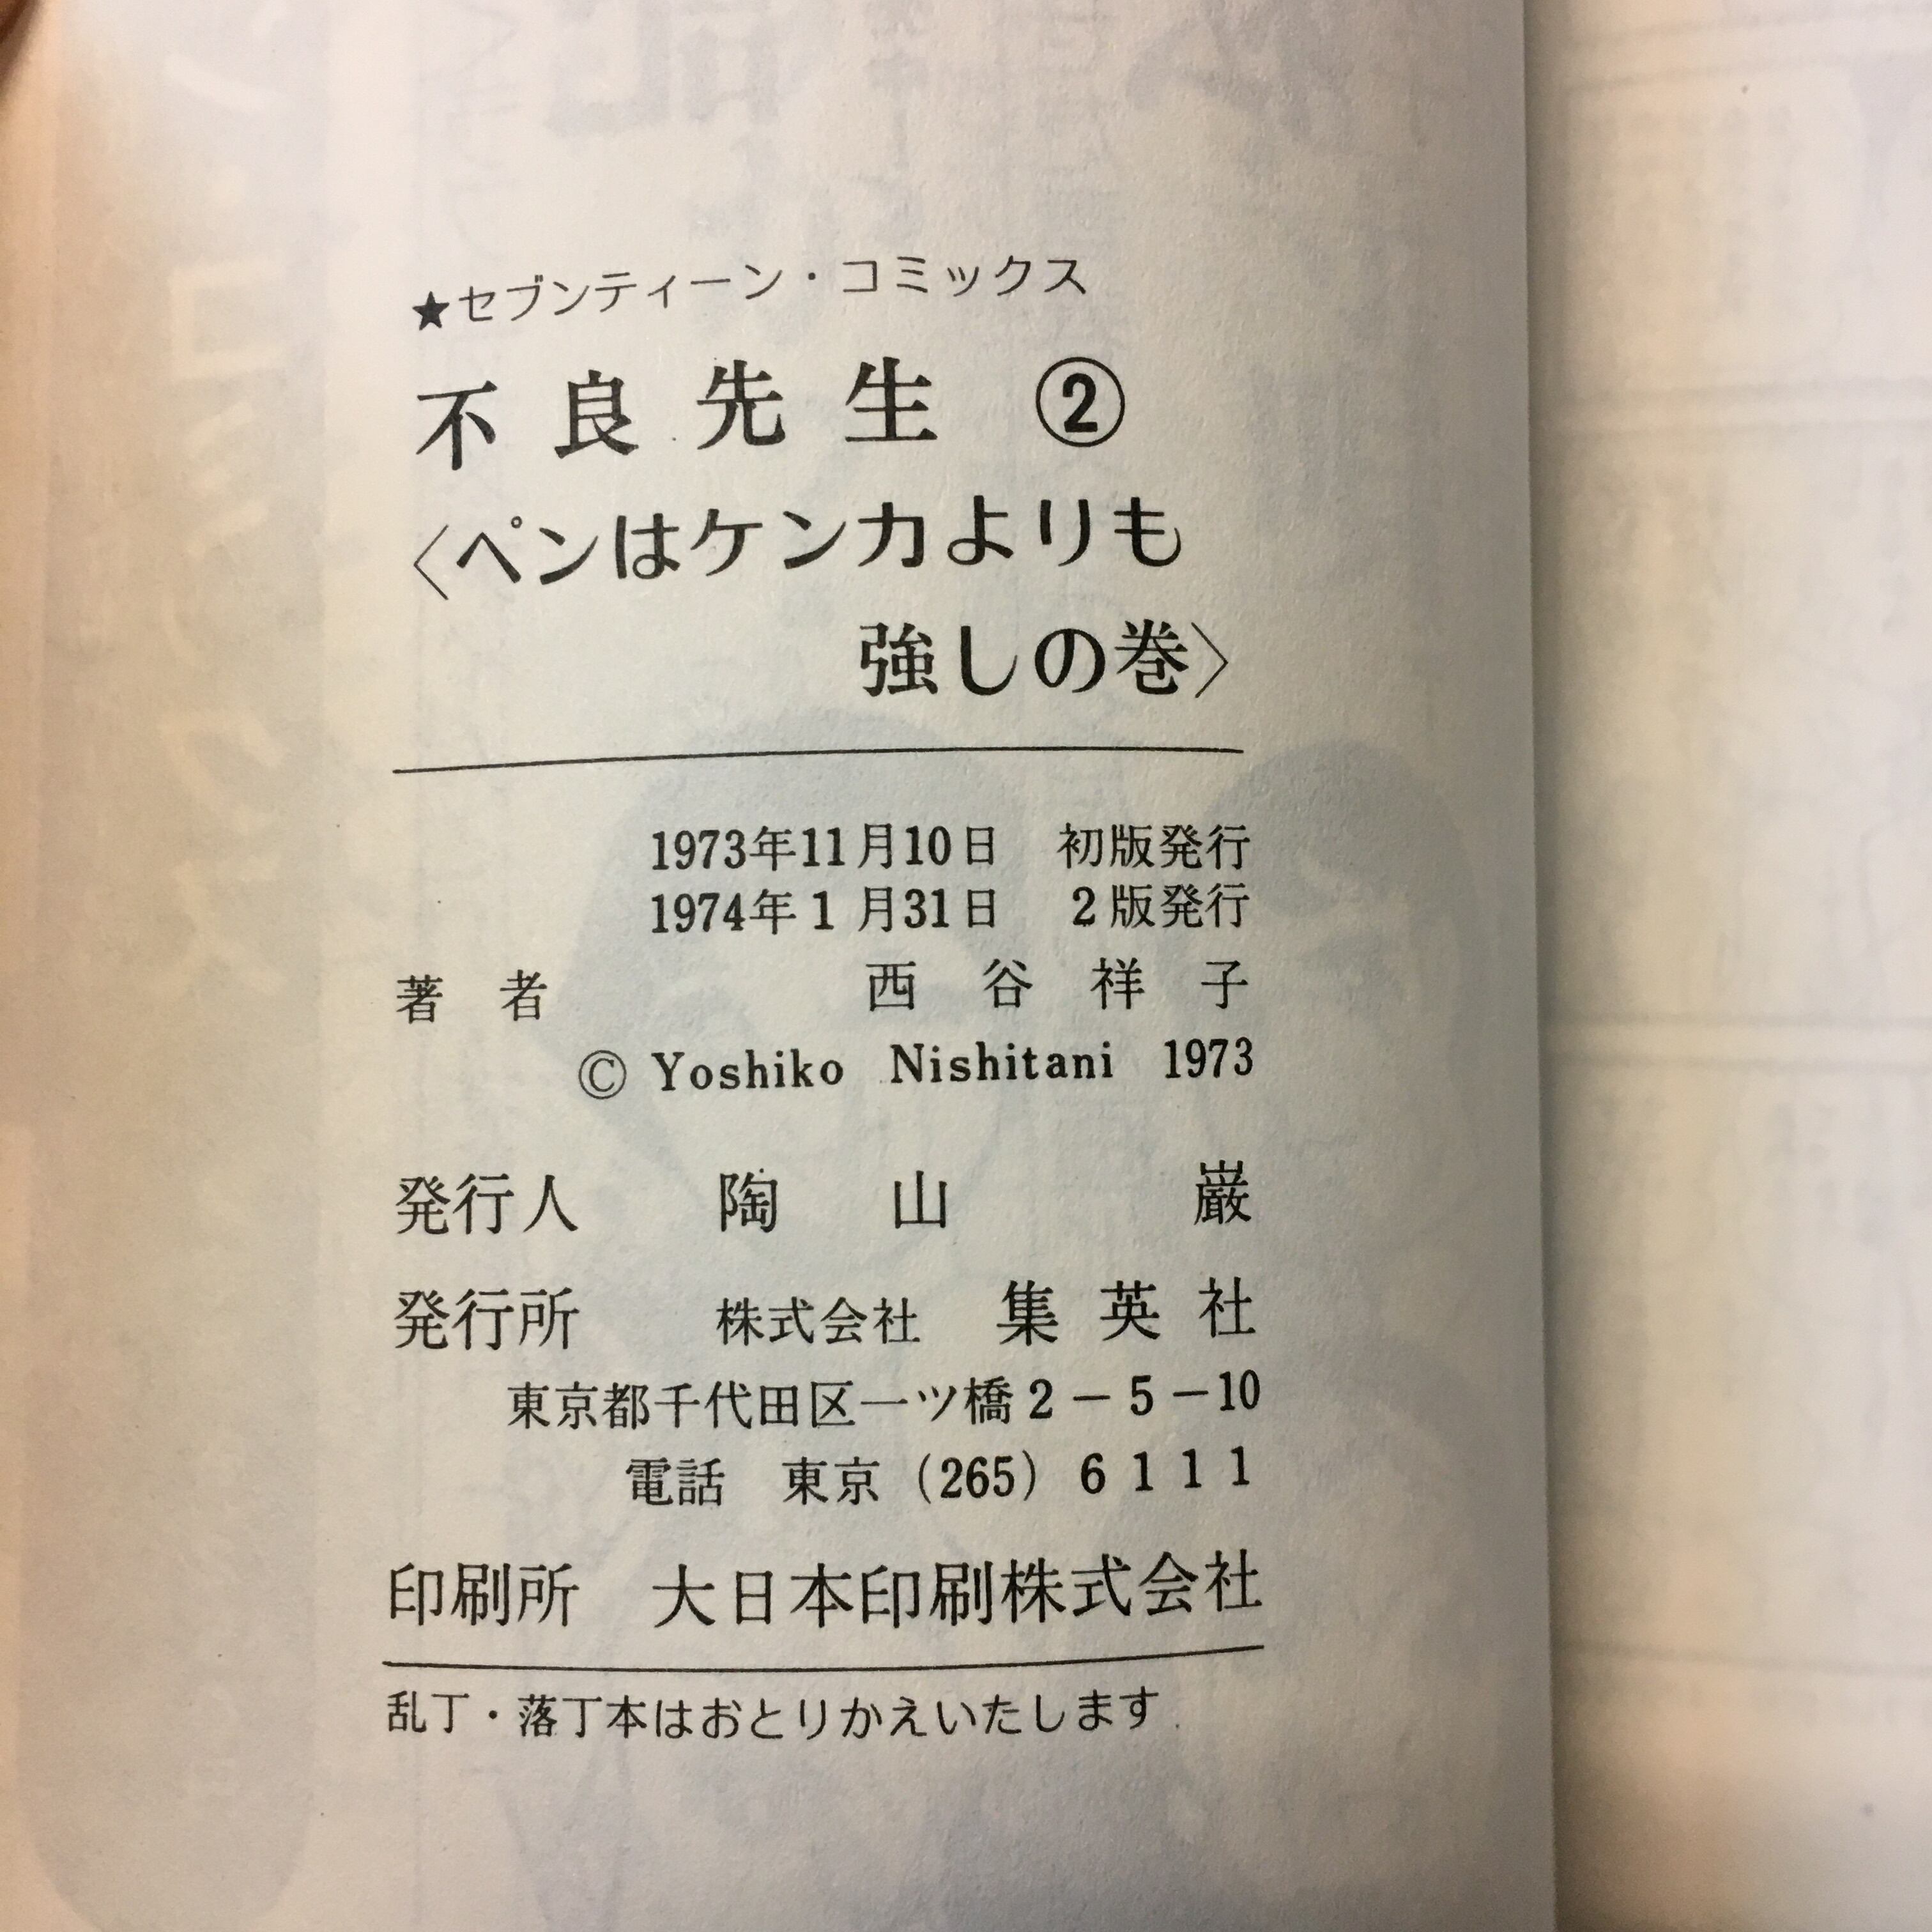 ★セブンティーン・コミックス
不良先生 ②
〈ペンはケンカよりも
強しの巻〉
1973年11月10日 初版発行
1974年1月31日 2版発行
著者 西谷祥子
© Yoshiko Nishitani 1973
発行人 陶山 巌
発行所 株式会社 集英社
東京都千代田区一ツ橋2－5－10
電話 東京（265）6111
印刷所 大日本印刷株式会社
乱丁・落丁本はおとりかえいたします